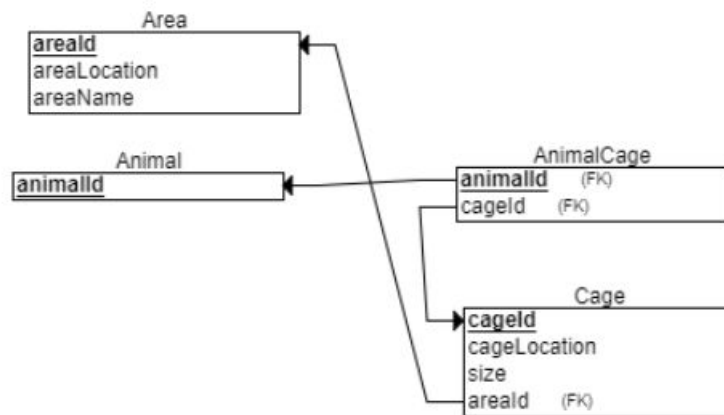 Area
areaId
areaLocation
areaName
Animal
animalId
AnimalCage
animalId (FK)
cageId (FK)
Cage
cageId
cageLocation
size
areaId (FK)